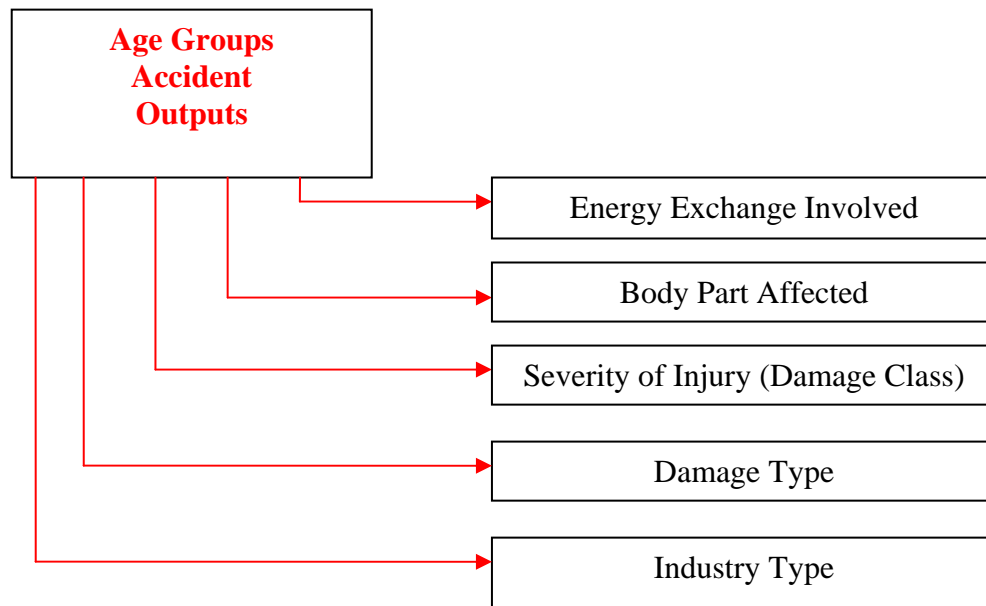 Age Groups
Accident
Outputs
Energy Exchange Involved
Body Part Affected
Severity of Injury (Damage Class)
Damage Type
Industry Type